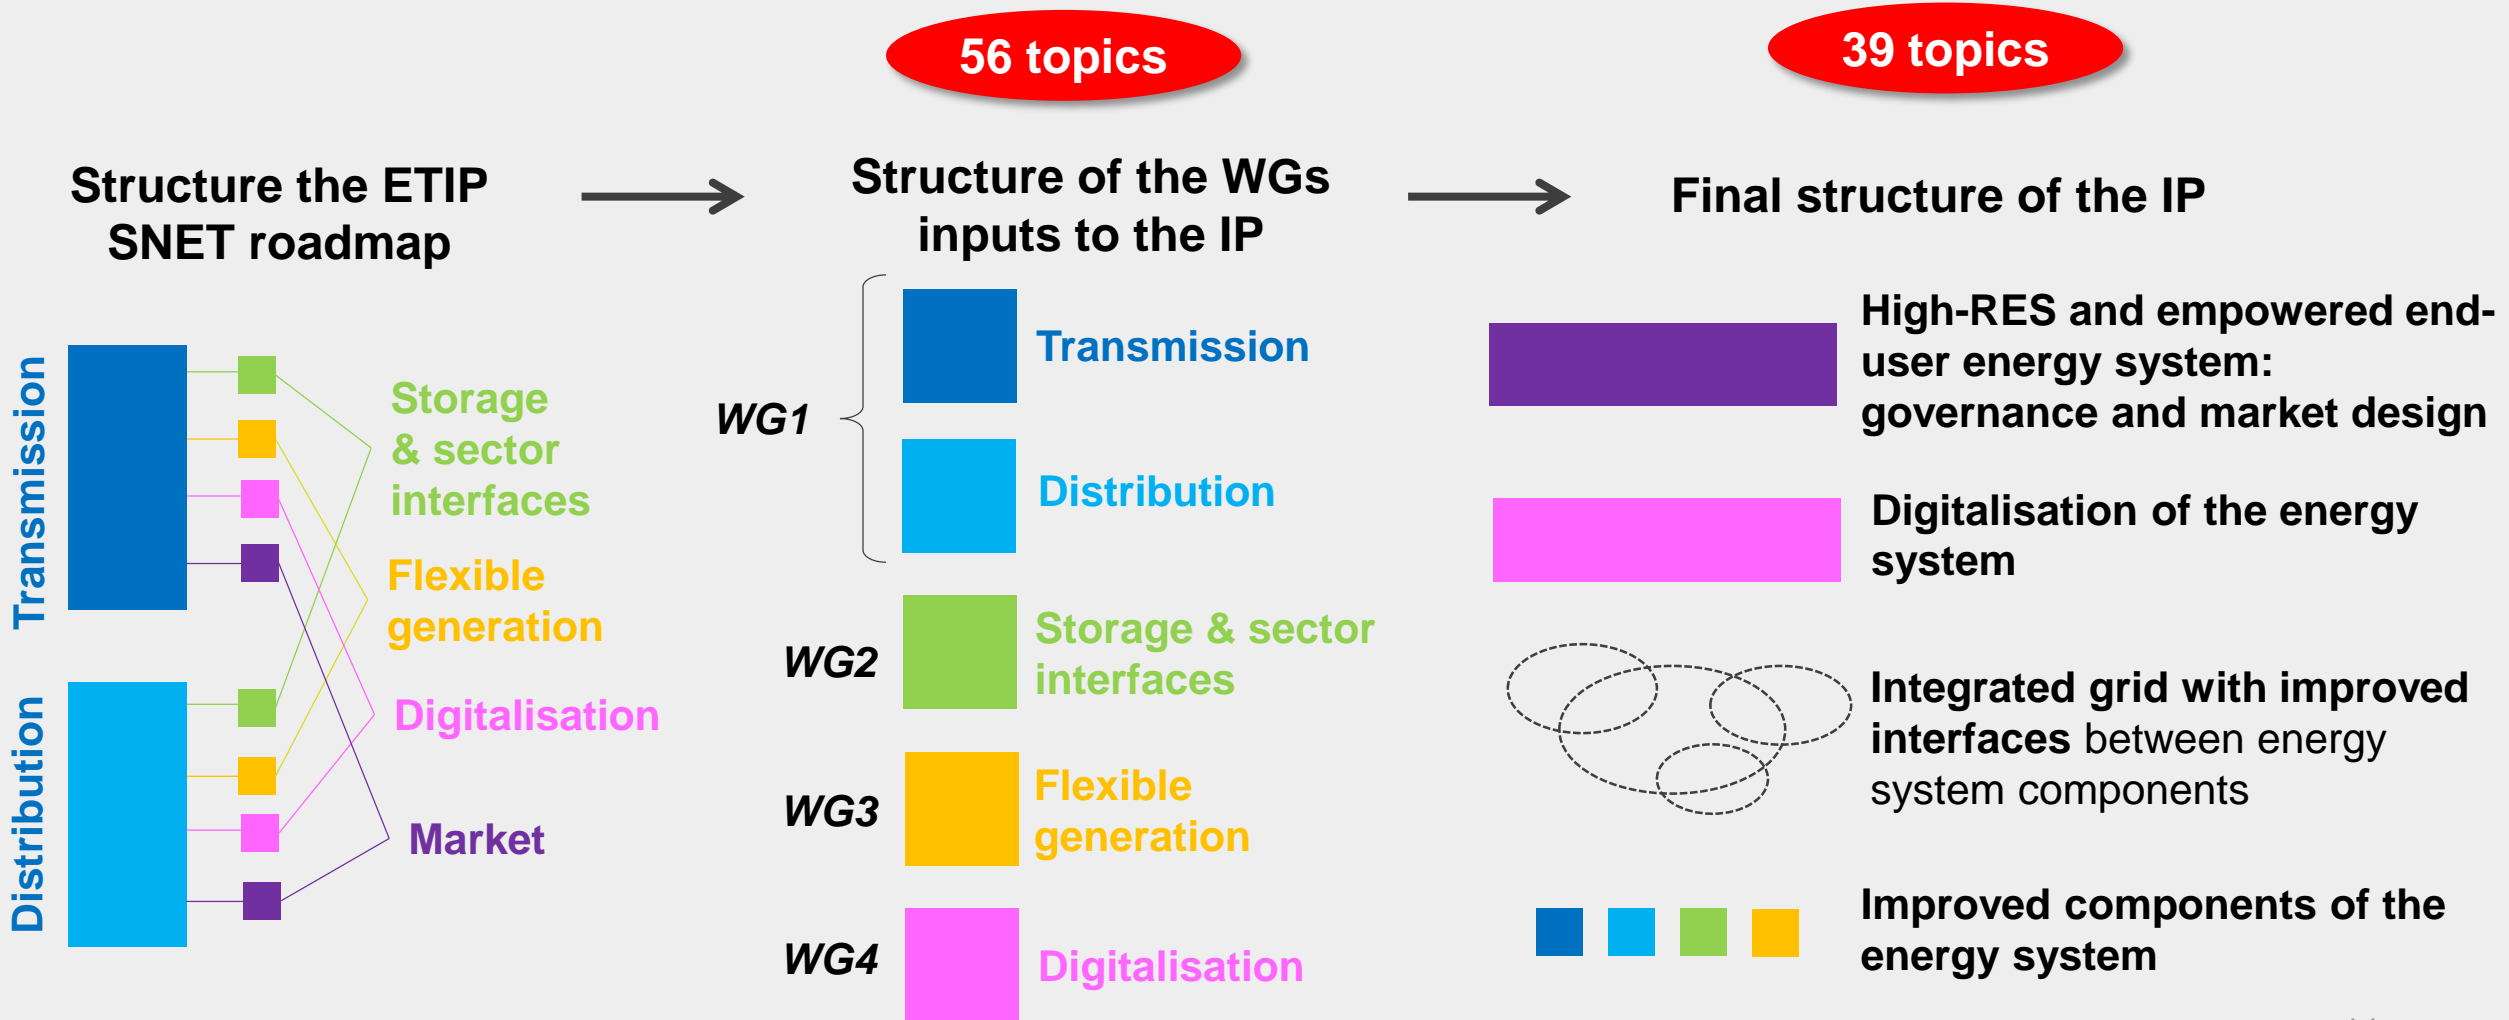 56 topics
39 topics
Structure the ETIP
SNET roadmap
Structure of the WGs
inputs to the IP
Final structure of the IP
Transmission
Distribution
Storage
& sector
interfaces
Flexible
generation
Digitalisation
Market
WG1
Transmission
Distribution
WG2
Storage & sector
interfaces
WG3
Flexible
generation
WG4
Digitalisation
High-RES and empowered end-
user energy system:
governance and market design
Digitalisation of the energy
system
Integrated grid with improved
interfaces between energy
system components
Improved components of the
energy system